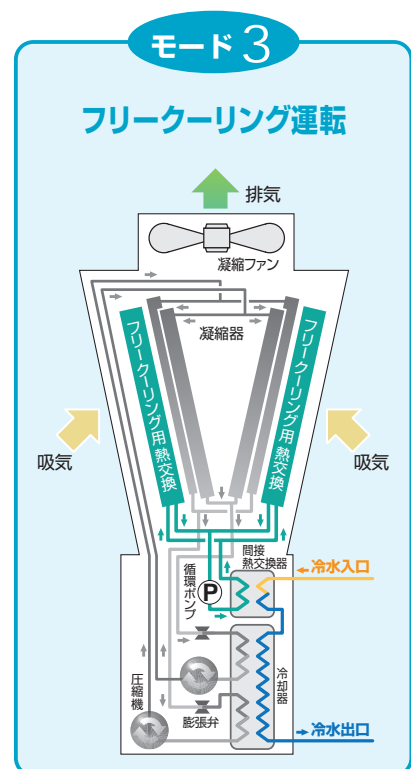 モード3
フリークーリング運転
排気
凝縮ファン
凝縮器
フリークーリング用 熱交換
フリークーリング用 熱交換
吸気
吸気
間接
熱交換器
冷水入口
循環ポンプ
P
圧縮機
冷却器
膨張弁
冷水出口